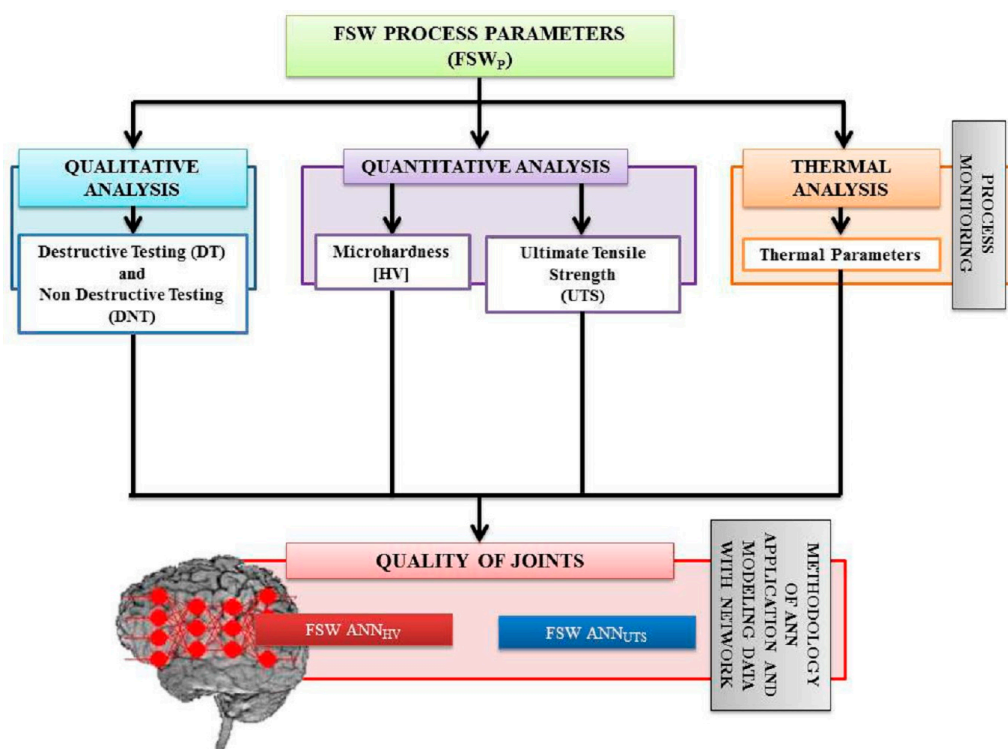 FSW PROCESS PARAMETERS
(FSWP)
QUALITATIVE
ANALYSIS
Destructive Testing (DT)
and
Non Destructive Testing
(DNT)
QUANTITATIVE ANALYSIS
Microhardness
[HV]
Ultimate Tensile
Strength
(UTS)
THERMAL
ANALYSIS
Thermal Parameters
PROCESS
MONITORING
QUALITY OF JOINTS
FSW ANNHV
FSW ANNUTS
METHODOLOGY
OF ANN
APPLICATION AND
MODELING DATA
WITH NETWORK